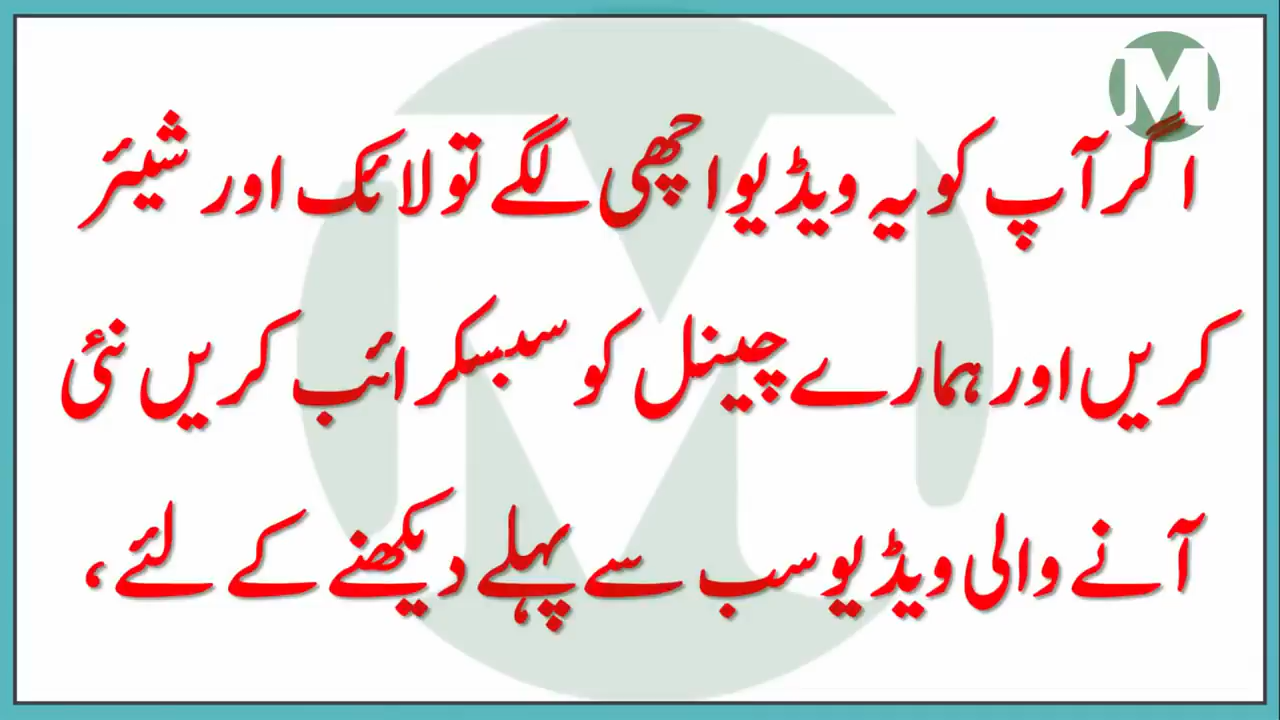 M
اگر آپ کو یہ ویڈیو اچھی لگے تو لائک اور شیئر
کریں اور ہمارے چینل کو سبسکرائب کریں نئی
آنے والی ویڈیو سب سے پہلے دیکھنے کے لئے،